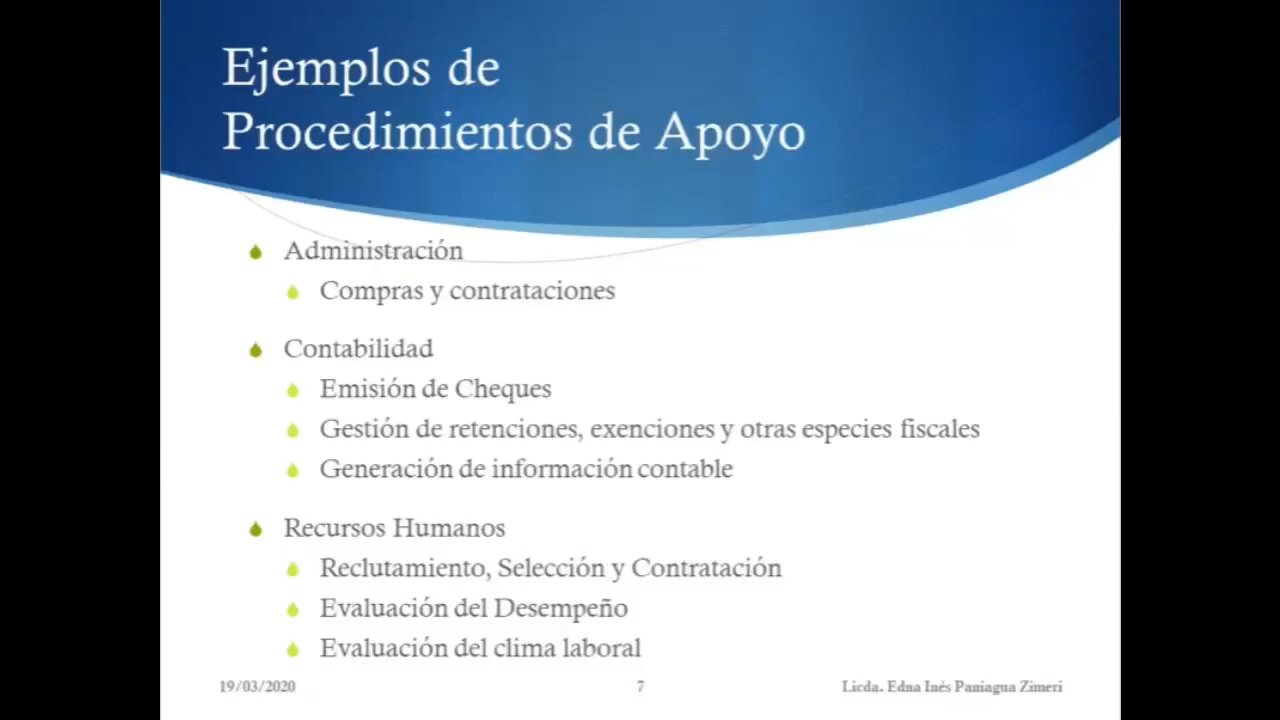 Ejemplos de
Procedimientos de Apoyo
Administración
Compras y contrataciones
Contabilidad
Emisión de Cheques
Gestión de retenciones, exenciones y otras especies fiscales
Generación de información contable
Recursos Humanos
Reclutamiento, Selección y Contratación
Evaluación del Desempeño
Evaluación del clima laboral
19/03/2020
7
Licda. Edna Inés Paniagua Zimeri